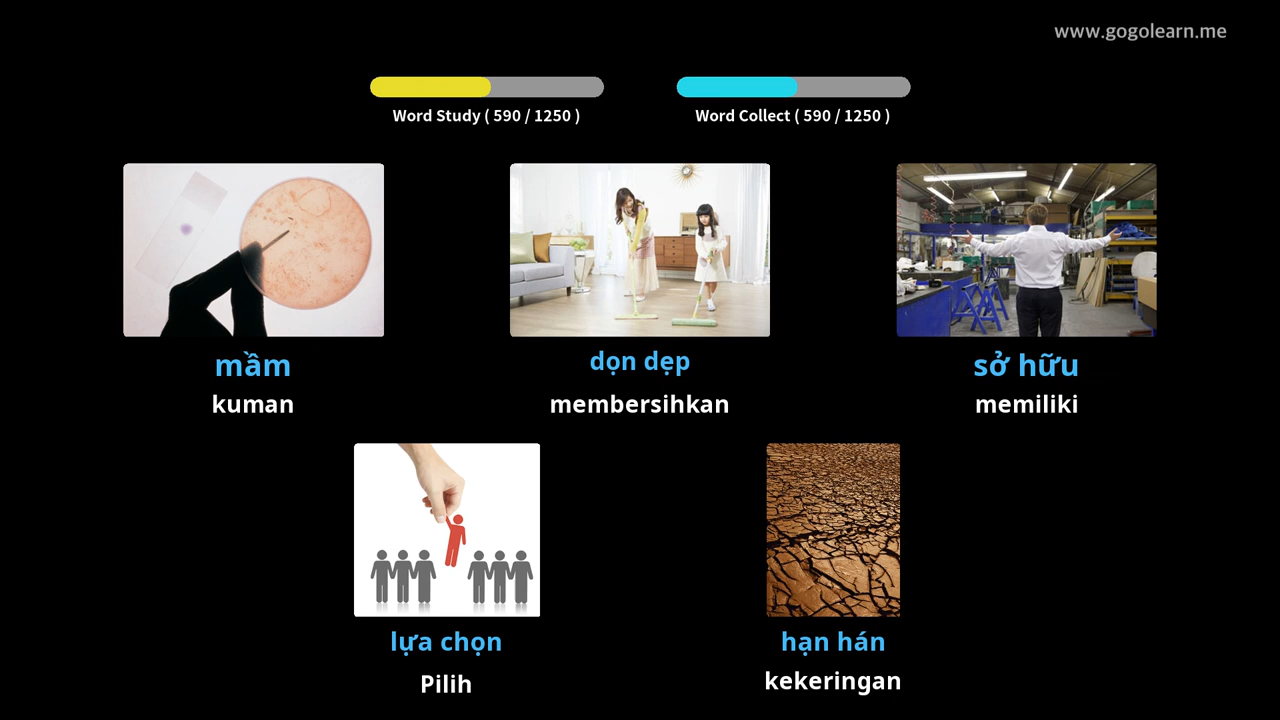 www.gogolearn.me
Word Study ( 590 / 1250 )
Word Collect ( 590 / 1250 )
mầm
kuman
dọn dẹp
membersihkan
sở hữu
memiliki
lựa chọn
Pilih
hạn hán
kekeringan